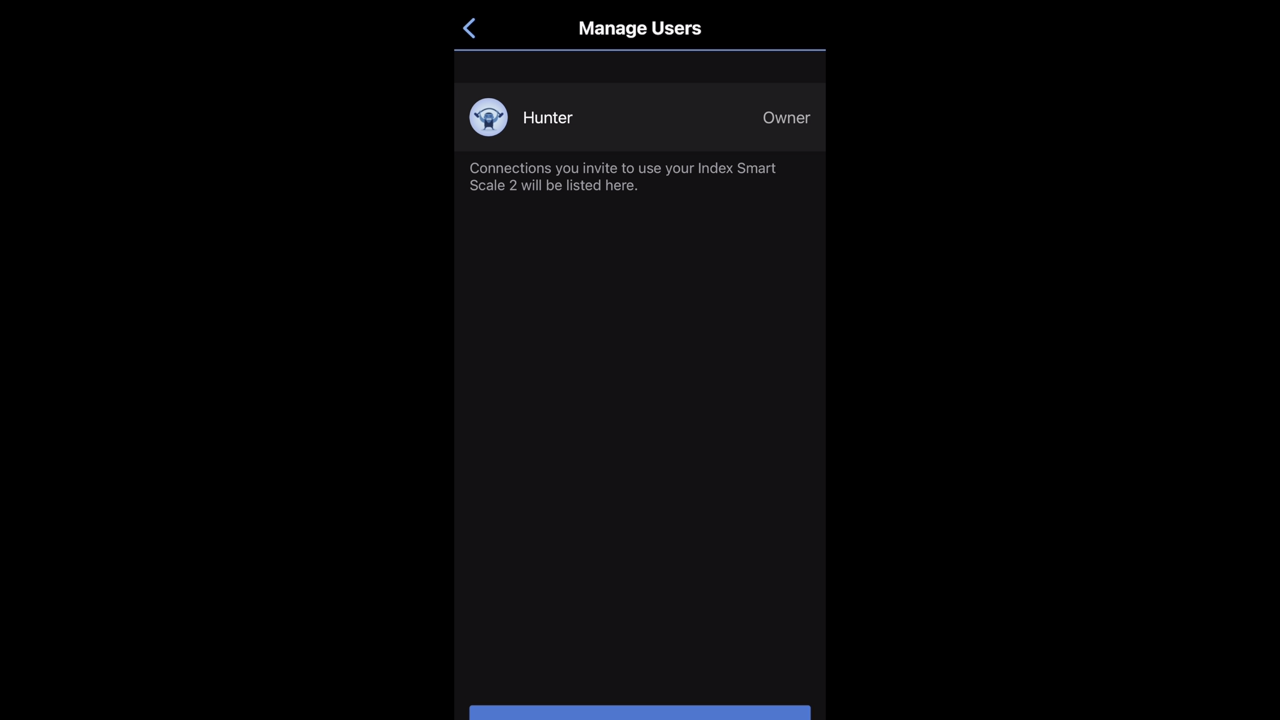 Manage Users
Hunter
Owner
Connections you invite to use your Index Smart
Scale 2 will be listed here.